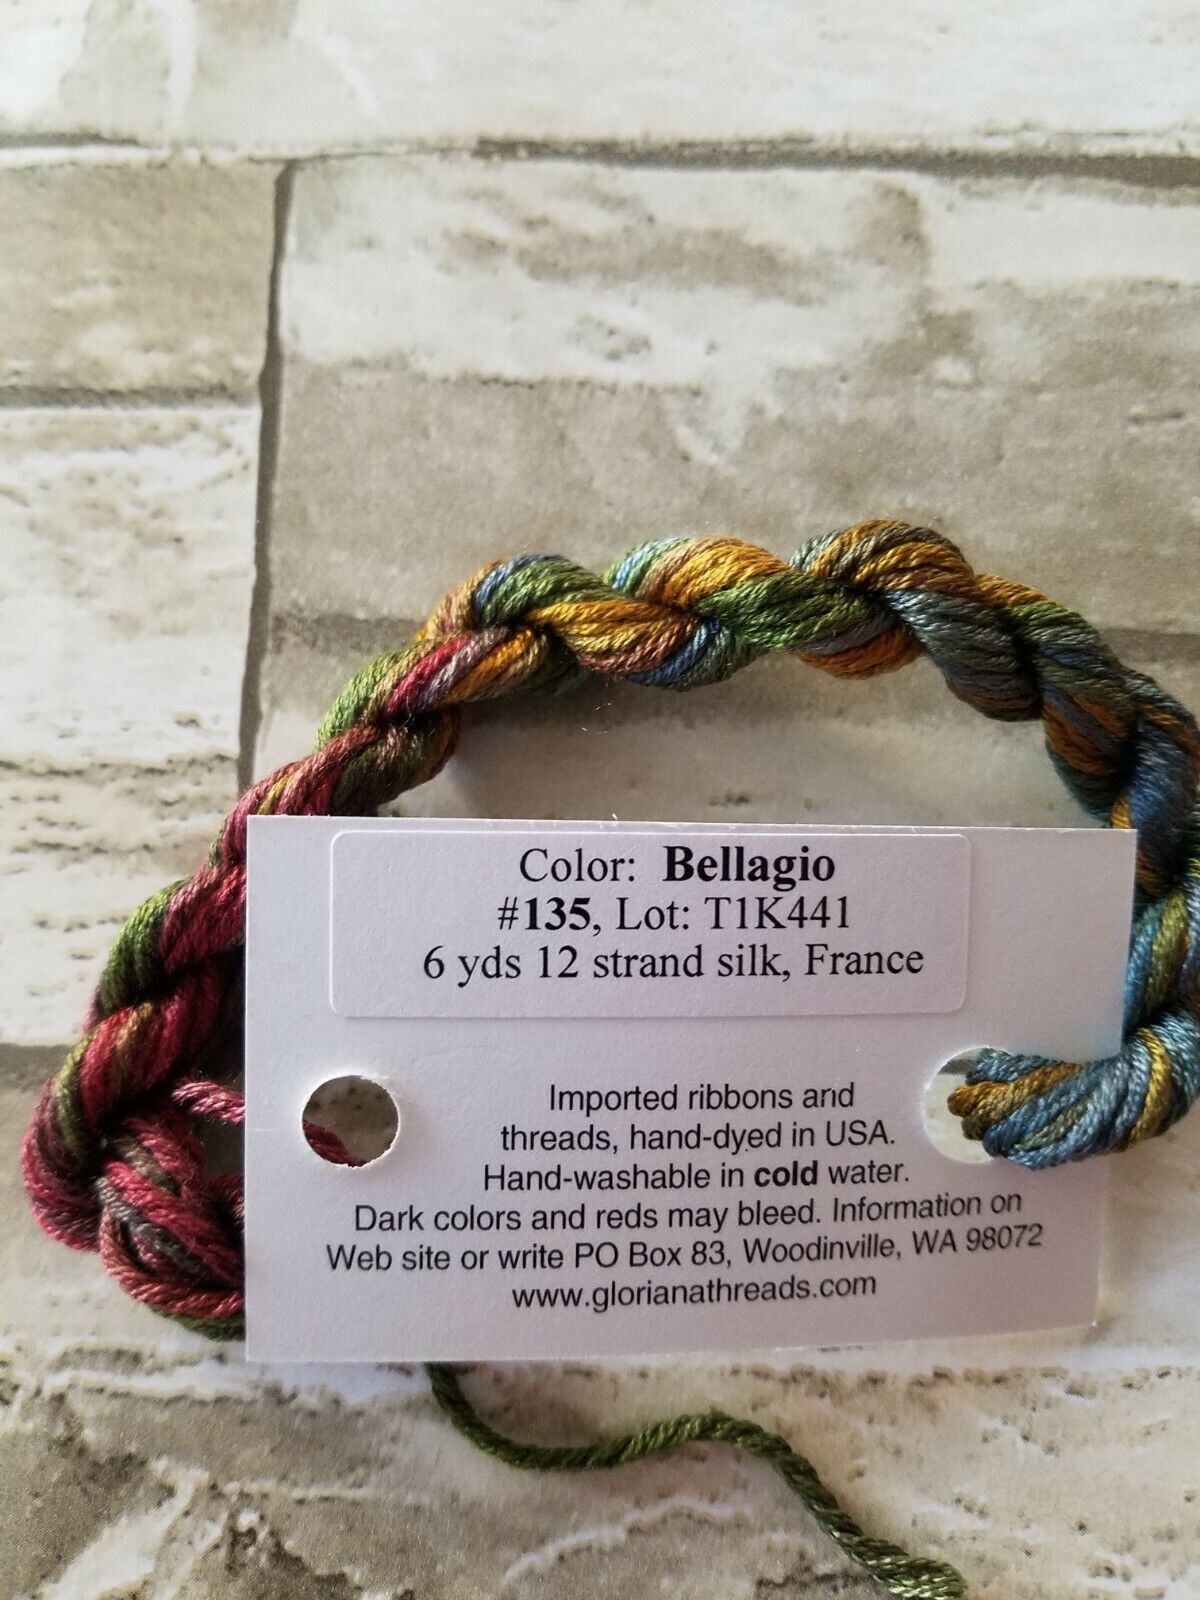 Color: Bellagio
#135, Lot: T1K441
6 yds 12 strand silk, France
Imported ribbons and
threads, hand-dyed in USA.
Hand-washable in cold water.
Dark colors and reds may bleed. Information on
Web site or write PO Box 83, Woodinville, WA 98072
www.glorianathreads.com